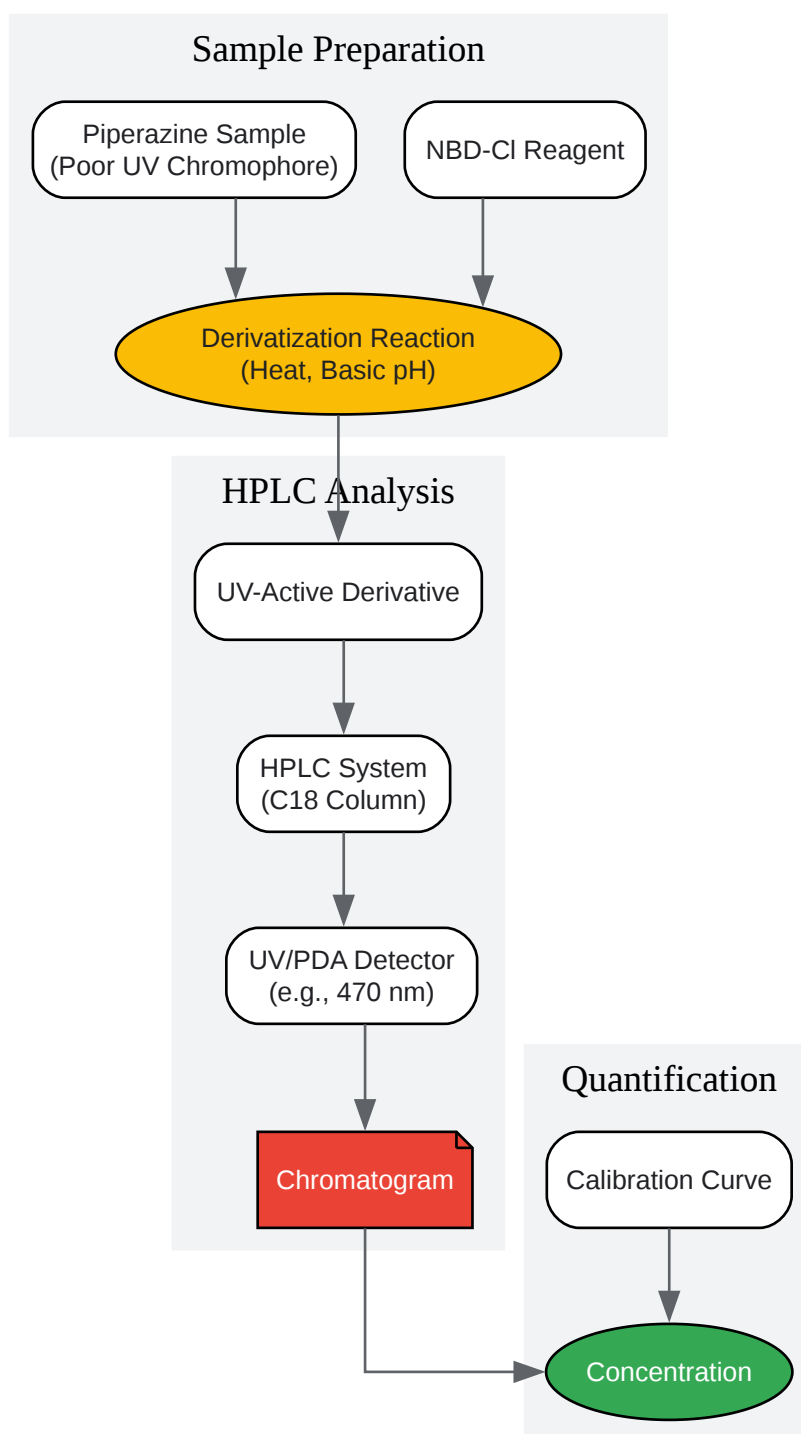 Sample Preparation
Piperazine Sample
(Poor UV Chromophore)
NBD-Cl Reagent
Derivatization Reaction
(Heat, Basic pH)
HPLC Analysis
UV-Active Derivative
HPLC System
(C18 Column)
UV/PDA Detector
(e.g., 470 nm)
Chromatogram
Quantification
Calibration Curve
Concentration